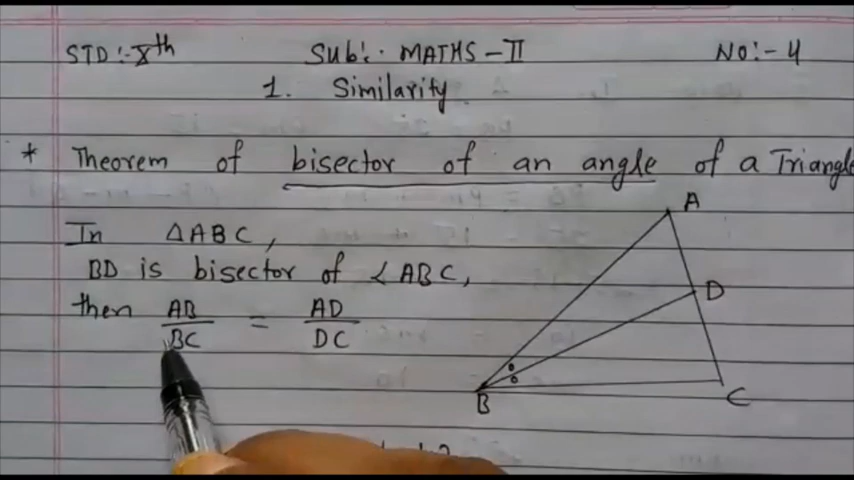 STD:- Xth Sub:- MATHS-II NO:- 4
1. Similarity
* Theorem of bisector of an angle of a Triangle
In ΔABC,
BD is bisector of ∠ABC,
then AB/BC = AD/DC
A
D
B
C